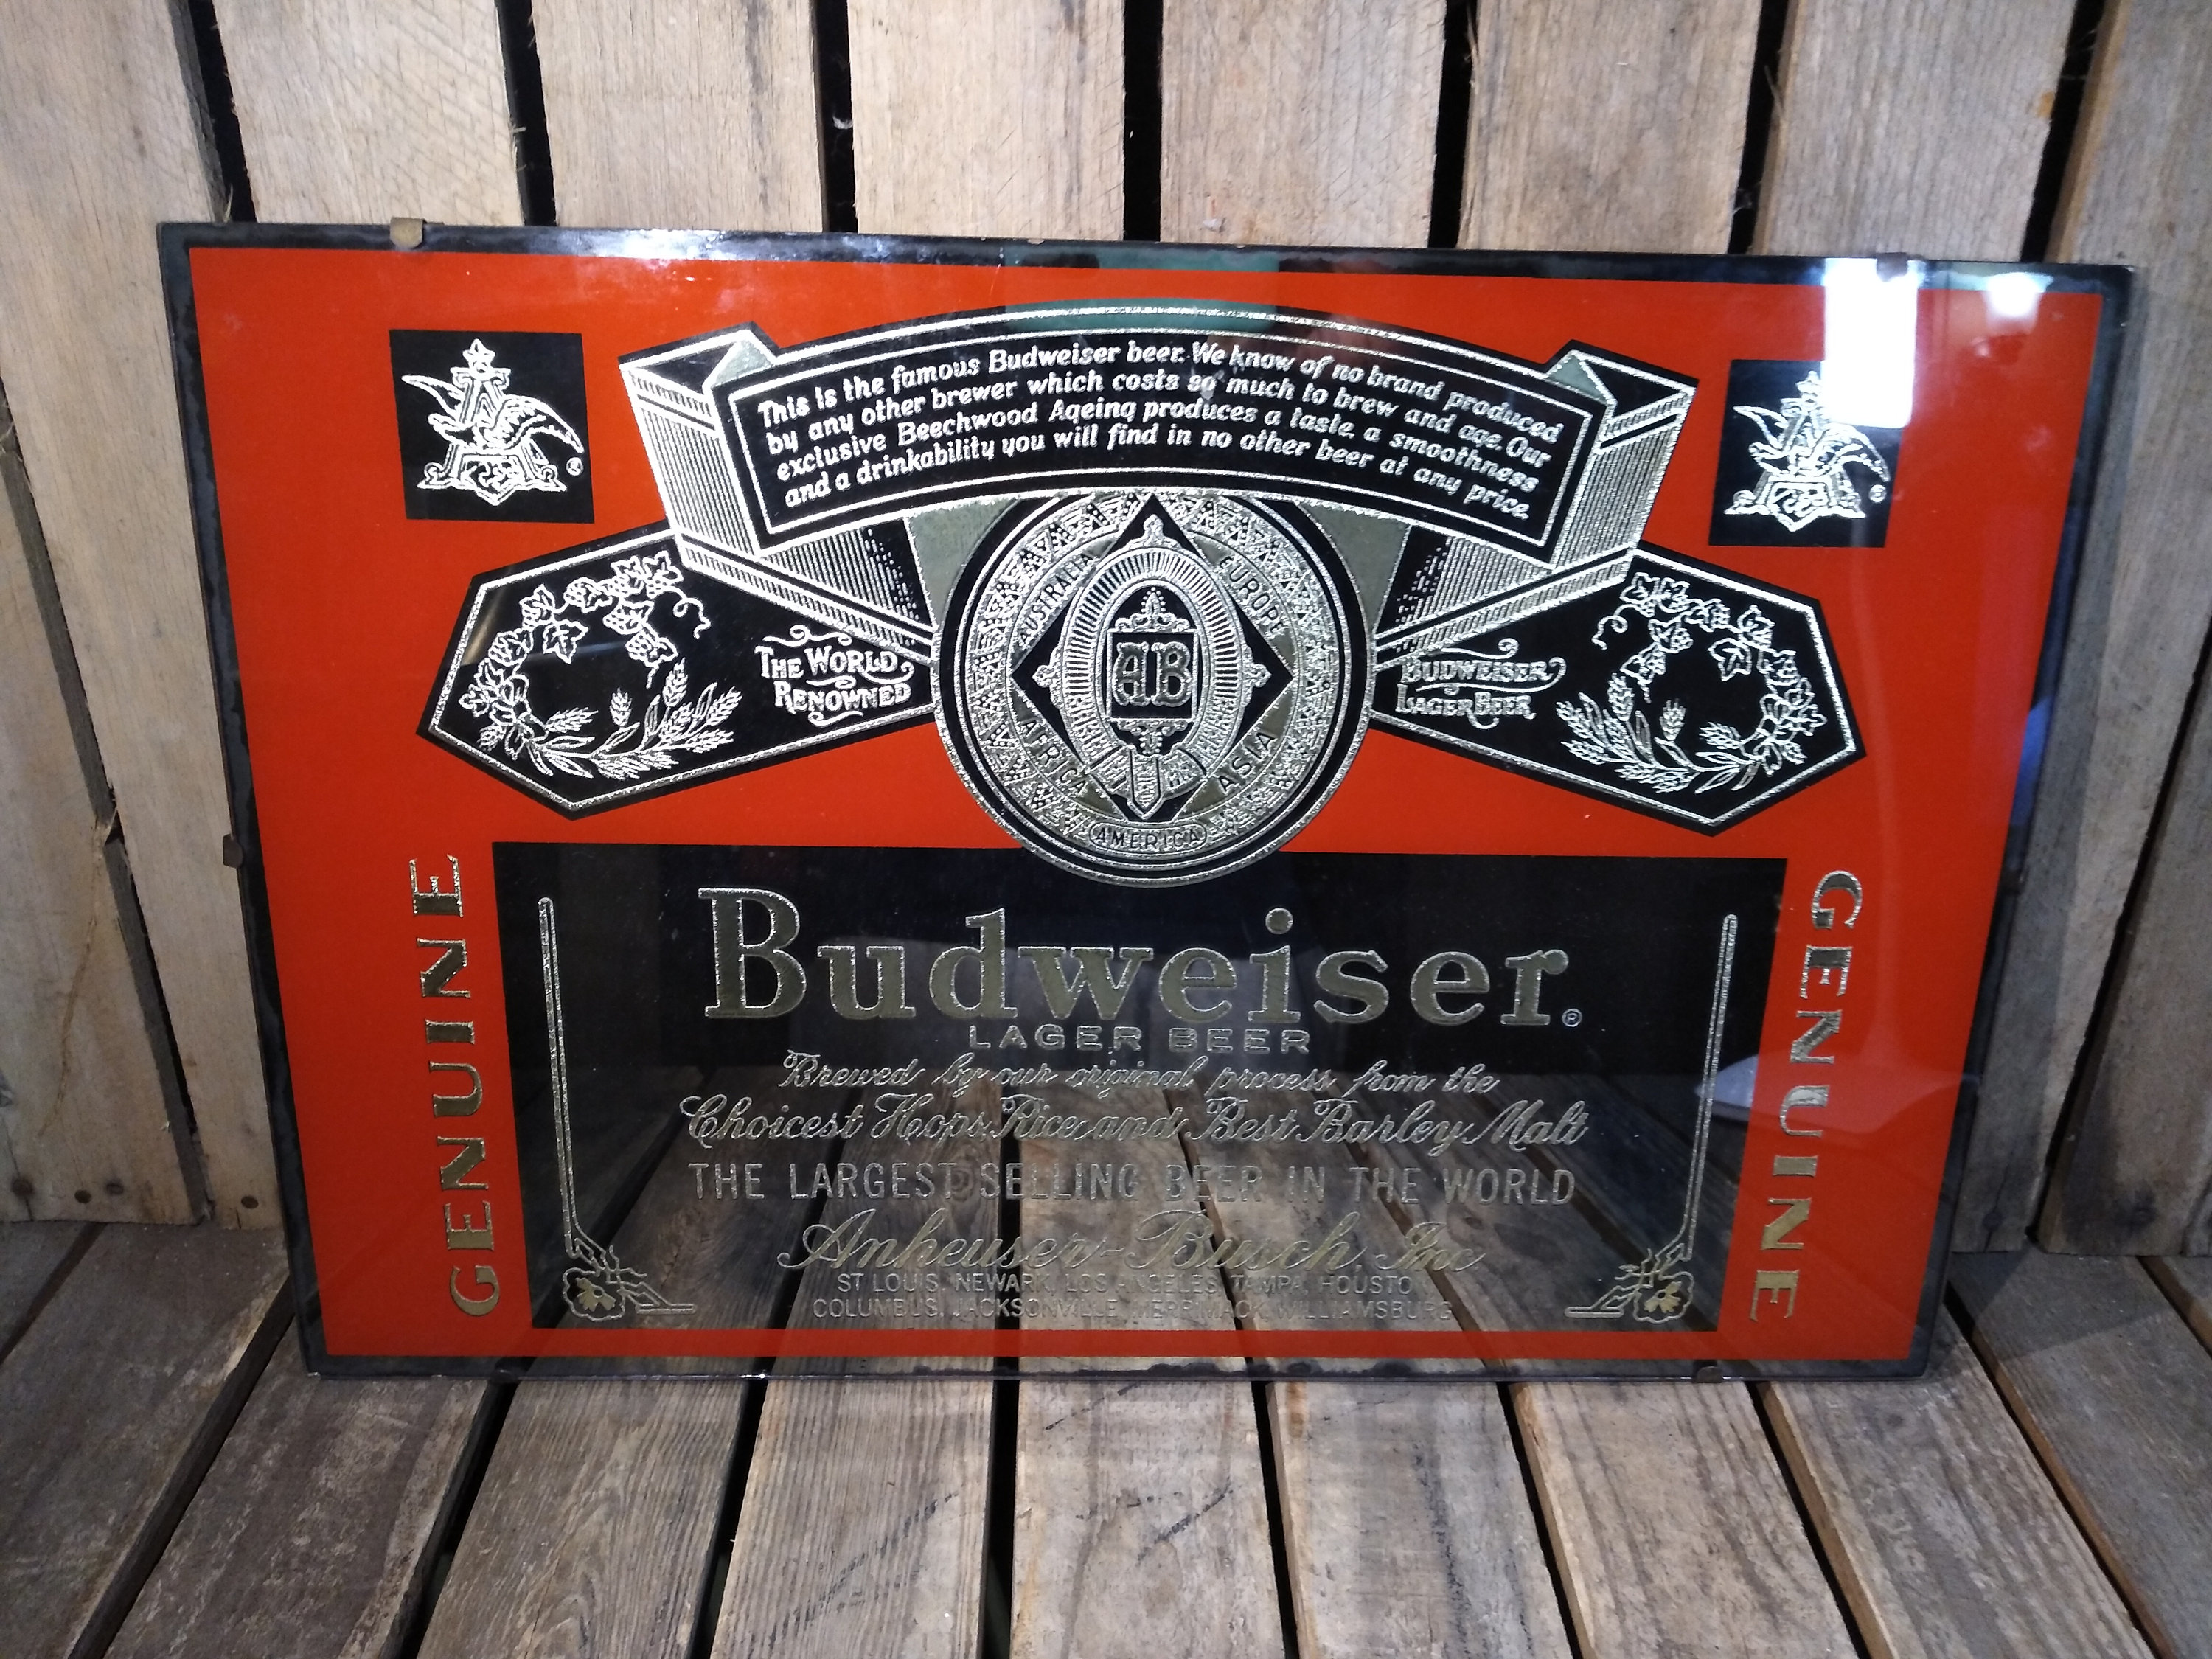 This is the famous Budweiser beer. We know of no brand produced
by any other brewer which costs so much to brew and age. Our
exclusive Beechwood Ageing produces a taste, a smoothness
and a drinkability you will find in no other beer at any price.
®
®
AUSTRALIA
EUROPE
THE WORLD
RENOWNED
AB
BUDWEISER
LAGER BEER
AFRICA
ASIA
AMERICA
GENUINE
GENUINE
Budweiser®
LAGER BEER
Brewed by our original process from the
Choicest Hops, Rice and Best Barley Malt
THE LARGEST SELLING BEER IN THE WORLD
Anheuser-Busch, Inc
ST LOUIS, NEWARK, LOS ANGELES, TAMPA, HOUSTON
COLUMBUS, JACKSONVILLE, MERRIMACK, WILLIAMSBURG